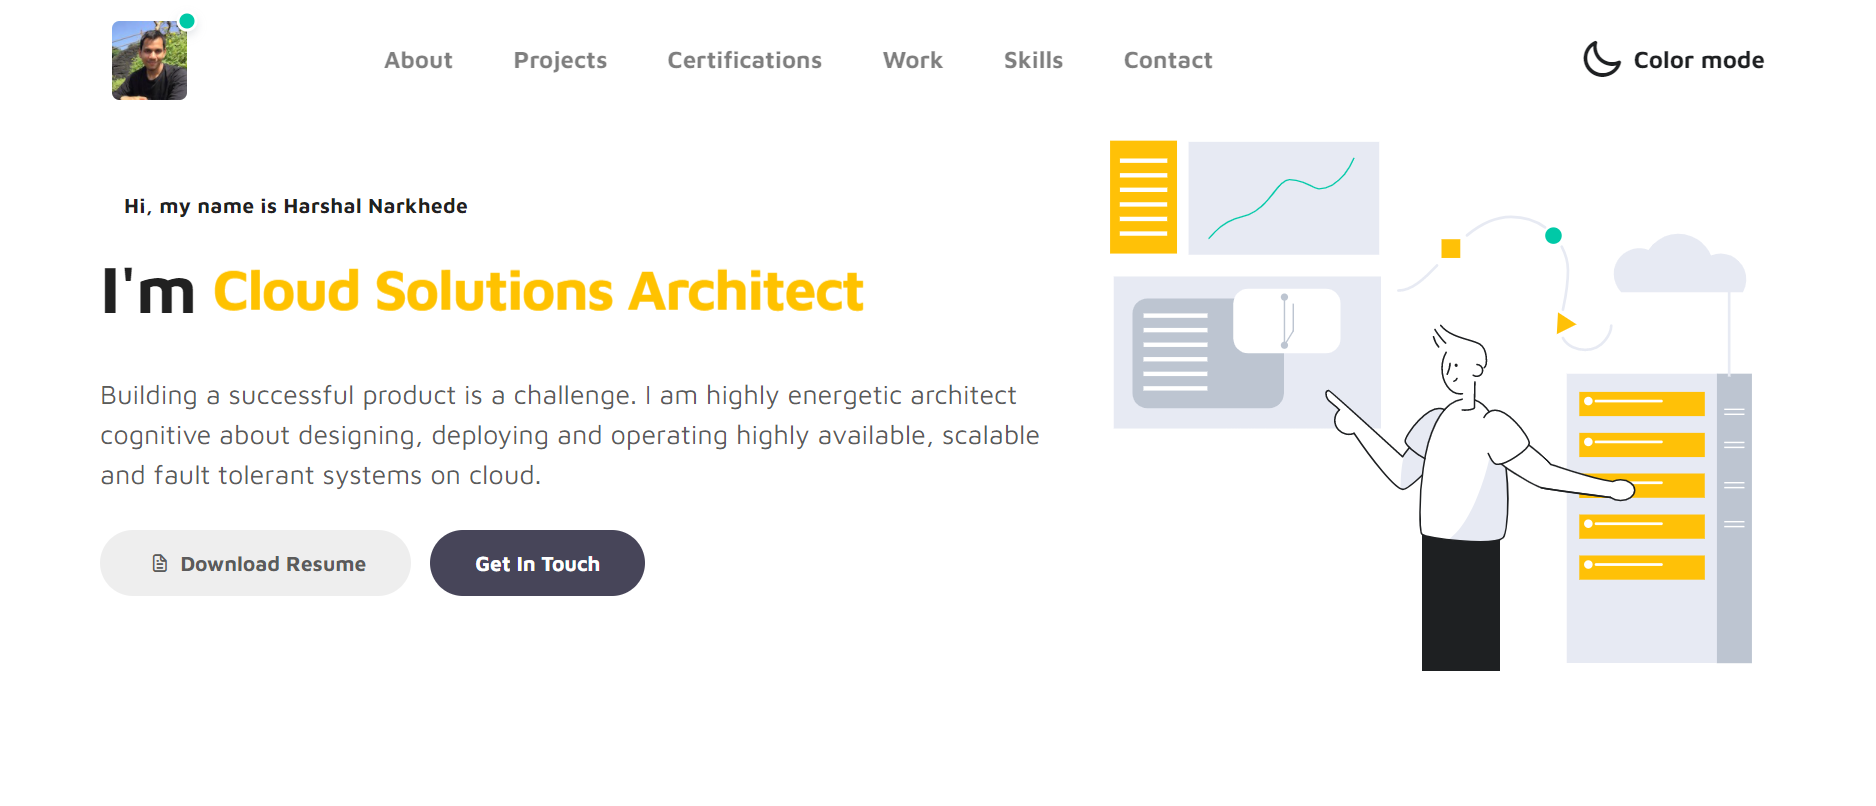 About
Projects
Certifications
Work
Skills
Contact
Color mode
Hi, my name is Harshal Narkhede
I'm Cloud Solutions Architect
Building a successful product is a challenge. I am highly energetic architect
cognitive about designing, deploying and operating highly available, scalable
and fault tolerant systems on cloud.
Download Resume
Get In Touch